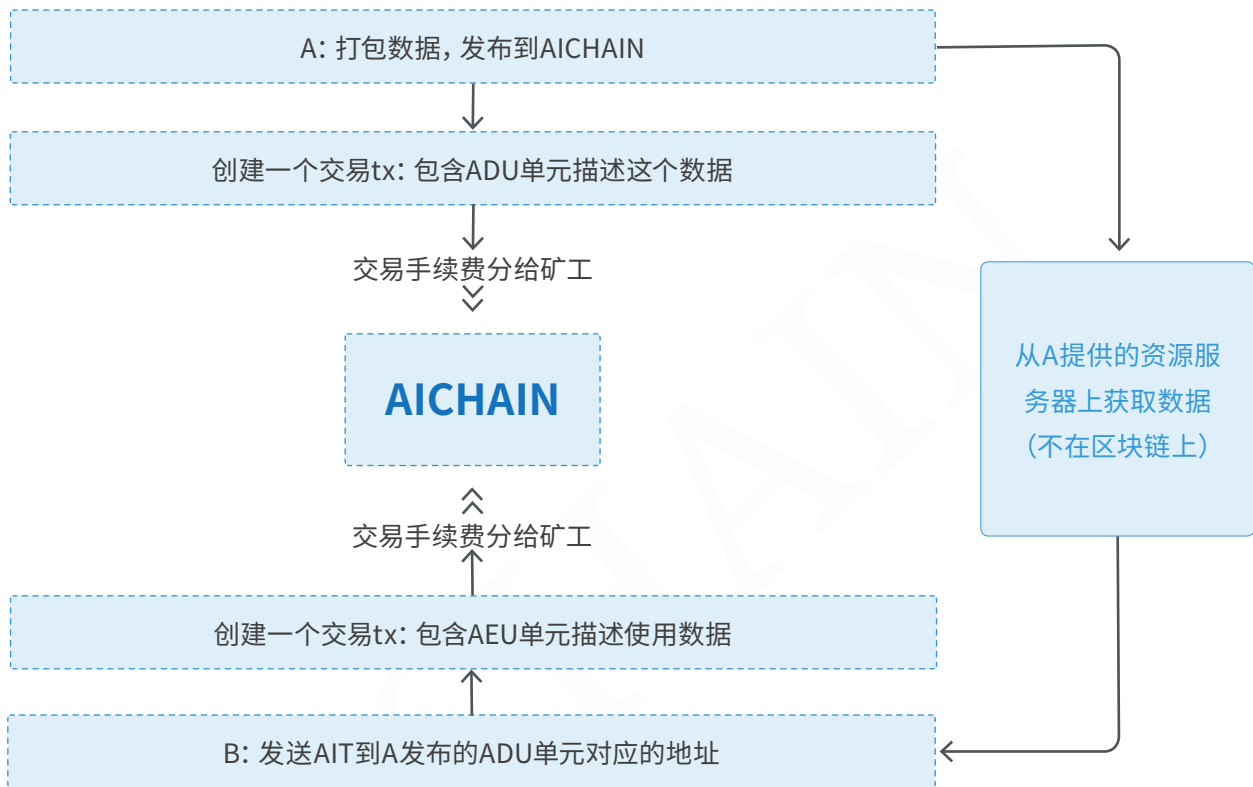 A: 打包数据，发布到AICHAIN
创建一个交易tx: 包含ADU单元描述这个数据
交易手续费分给矿工
AICHAIN
从A提供的资源服
务器上获取数据
（不在区块链上）
交易手续费分给矿工
创建一个交易tx: 包含AEU单元描述使用数据
B: 发送AIT到A发布的ADU单元对应的地址
CHAIN